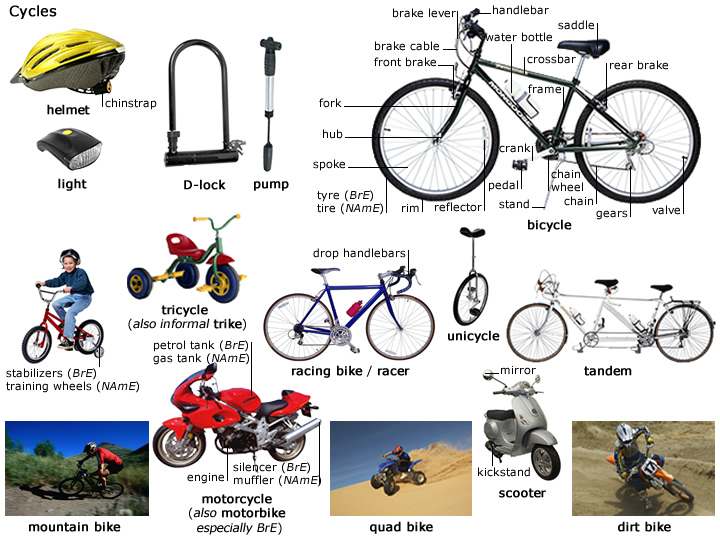 Cycles
brake lever
handlebar
saddle
brake cable
water bottle
front brake
crossbar
rear brake
frame
helmet
chinstrap
fork
hub
crank
spoke
light
D-lock
pump
pedal
chain
wheel
tyre (BrE)
tire (NAmE)
rim
reflector
stand
chain
gears
valve
bicycle
drop handlebars
tricycle
(also informal trike)
unicycle
petrol tank (BrE)
gas tank (NAmE)
stabilizers (BrE)
training wheels (NAmE)
racing bike / racer
tandem
mirror
engine
silencer (BrE)
muffler (NAmE)
kickstand
scooter
motorcycle
(also motorbike
especially BrE)
mountain bike
quad bike
dirt bike